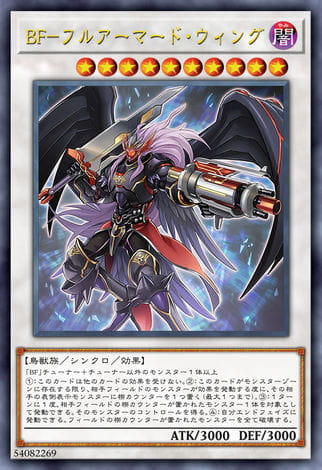 BF－フルアーマード・ウィング
闇
やみ
【鳥獣族／シンクロ／効果】
「BF」チューナー＋チューナー以外のモンスター１体以上
①：このカードは他のカードの効果を受けない。②：このカードがモンスターゾー
ンに存在する限り、相手フィールドのモンスターが効果を発動する度に、その相
手の表側表示モンスターに楔カウンターを１つ置く（最大１つまで）。③：１ター
ンに１度、相手フィールドの楔カウンターが置かれたモンスター１体を対象とし
て発動できる。そのモンスターのコントロールを得る。④：自分エンドフェイズに
発動できる。フィールドの楔カウンターが置かれたモンスターを全て破壊する。
ATK/3000 DEF/3000
54082269